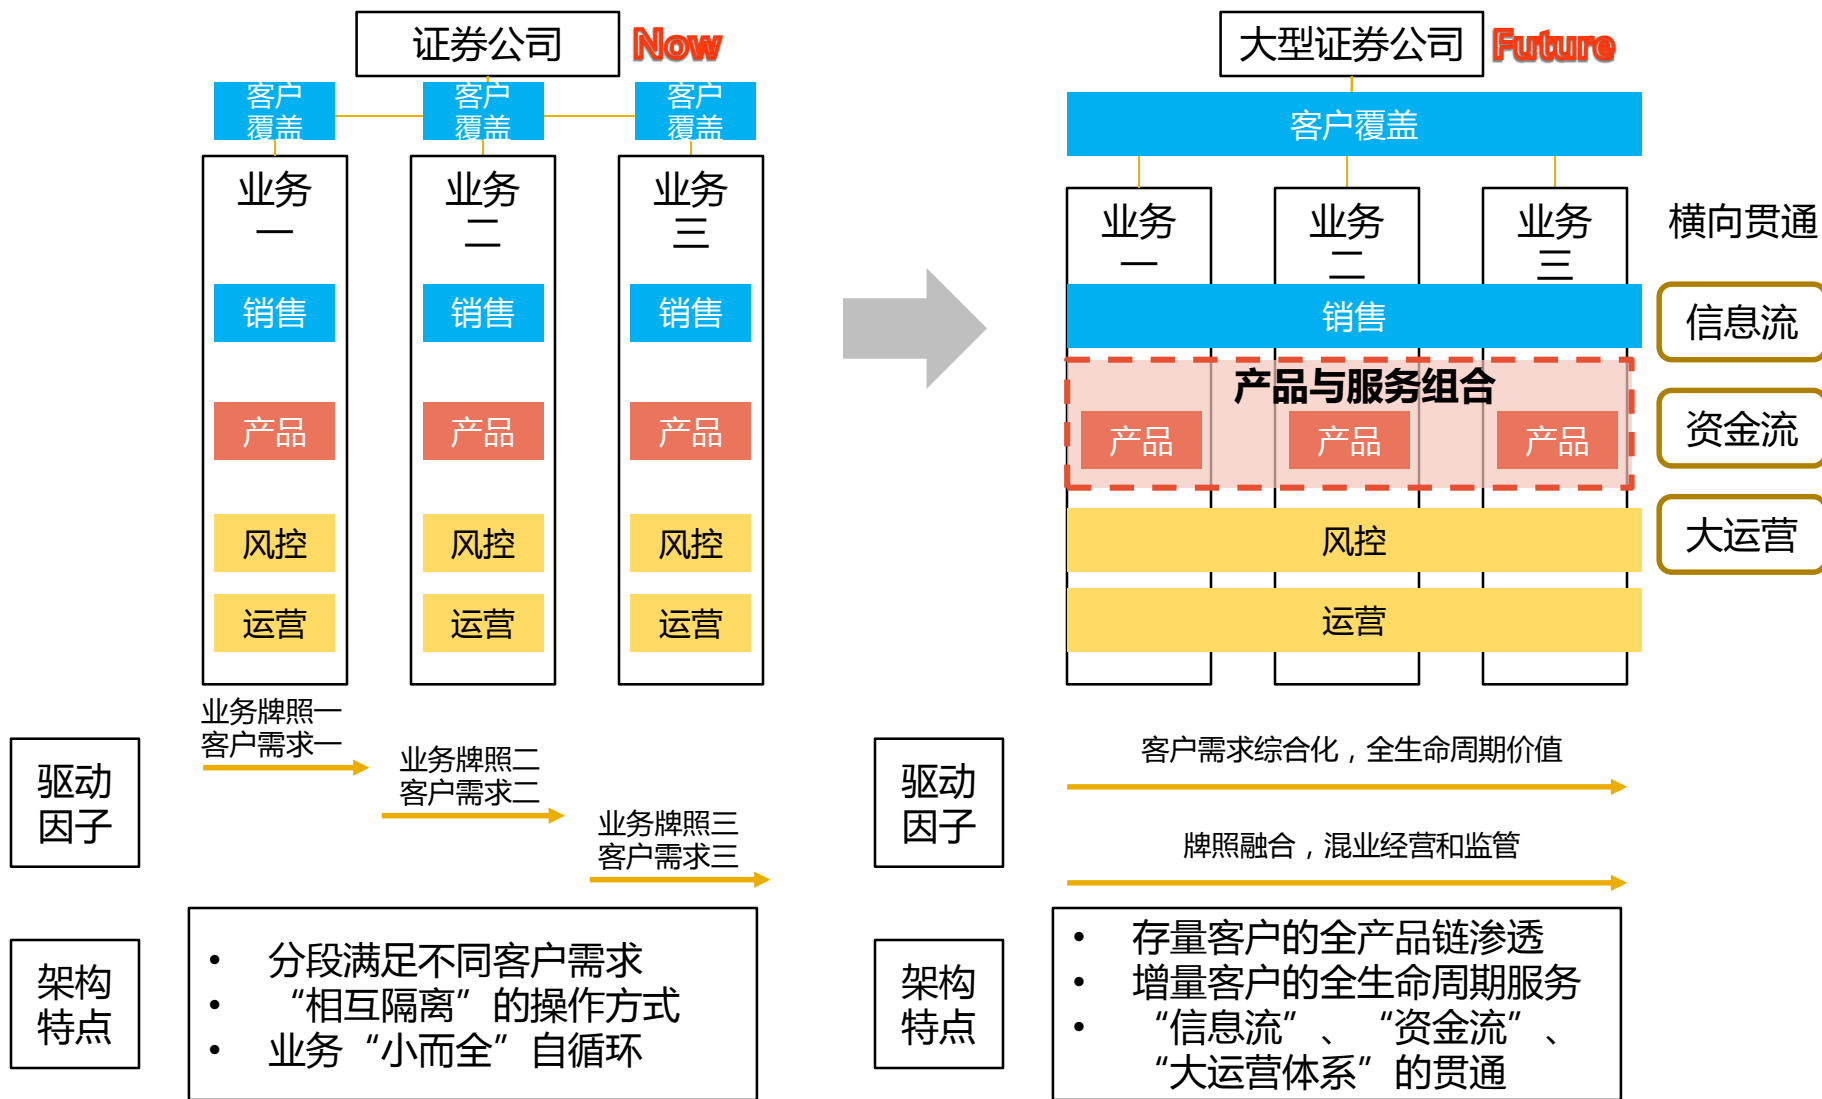 证券公司
Now
客户
覆盖
客户
覆盖
客户
覆盖
业务
一
业务
二
业务
三
销售
销售
销售
产品
产品
产品
风控
风控
风控
运营
运营
运营
业务牌照一
客户需求一
业务牌照二
客户需求二
业务牌照三
客户需求三
驱动
因子
架构
特点
• 分段满足不同客户需求
• “相互隔离”的操作方式
• 业务“小而全”自循环
大型证券公司
Future
客户覆盖
业务
一
业务
二
业务
三
横向贯通
销售
信息流
产品与服务组合
产品
产品
产品
资金流
风控
大运营
运营
驱动
因子
客户需求综合化，全生命周期价值
牌照融合，混业经营和监管
架构
特点
• 存量客户的全产品链渗透
• 增量客户的全生命周期服务
• “信息流”、“资金流”、
“大运营体系”的贯通